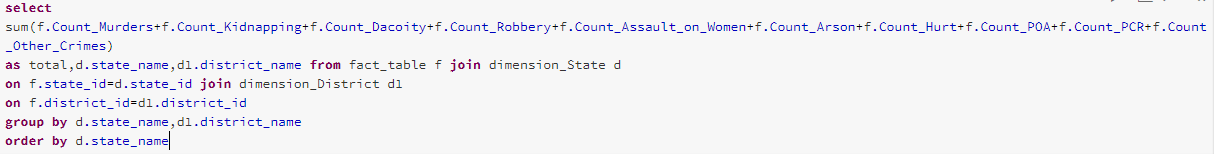 select
sum(f.Count_Murders+f.Count_Kidnapping+f.Count_Dacoity+f.Count_Robbery+f.Count_Assault_on_Women+f.Count_Arson+f.Count_Hurt+f.Count_POA+f.Count_PCR+f.Count
_Other_Crimes)
as total,d.state_name,d1.district_name from fact_table f join dimension_State d
on f.state_id=d.state_id join dimension_District d1
on f.district_id=d1.district_id
group by d.state_name,d1.district_name
order by d.state_name